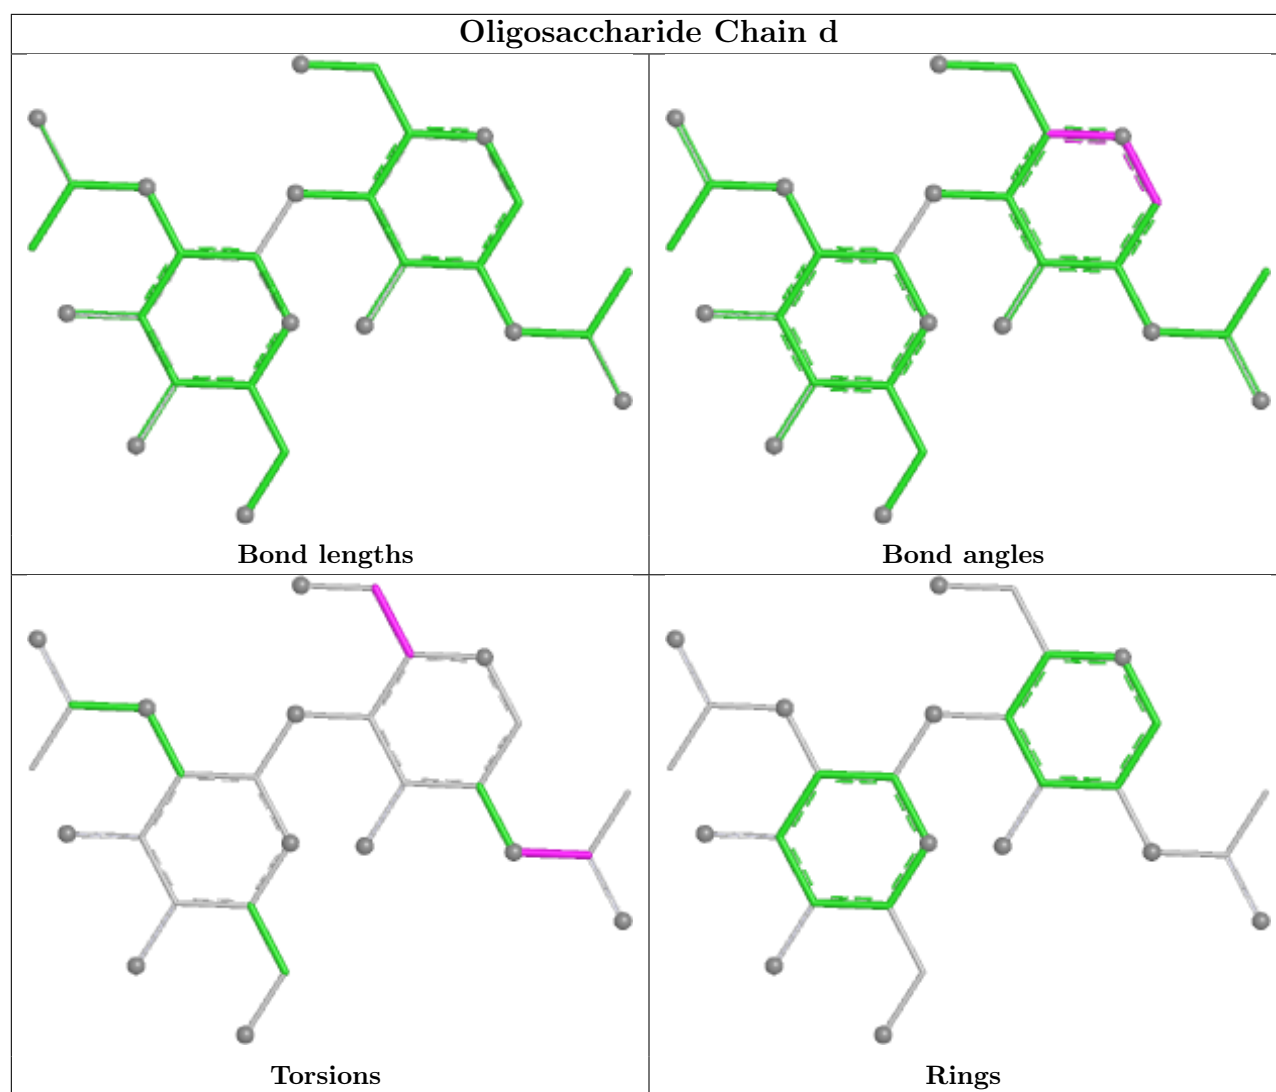 Oligosaccharide Chain d
Bond lengths
Bond angles
Torsions
Rings